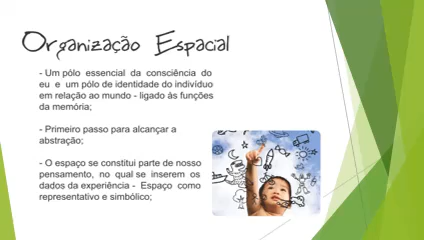 Organização Espacial
- Um pólo essencial da consciência do
eu e um pólo de identidade do indivíduo
em relação ao mundo - ligado às funções
da memória;
- Primeiro passo para alcançar a
abstração;
- O espaço se constitui parte de nosso
pensamento, no qual se inserem os
dados da experiência - Espaço como
representativo e simbólico;